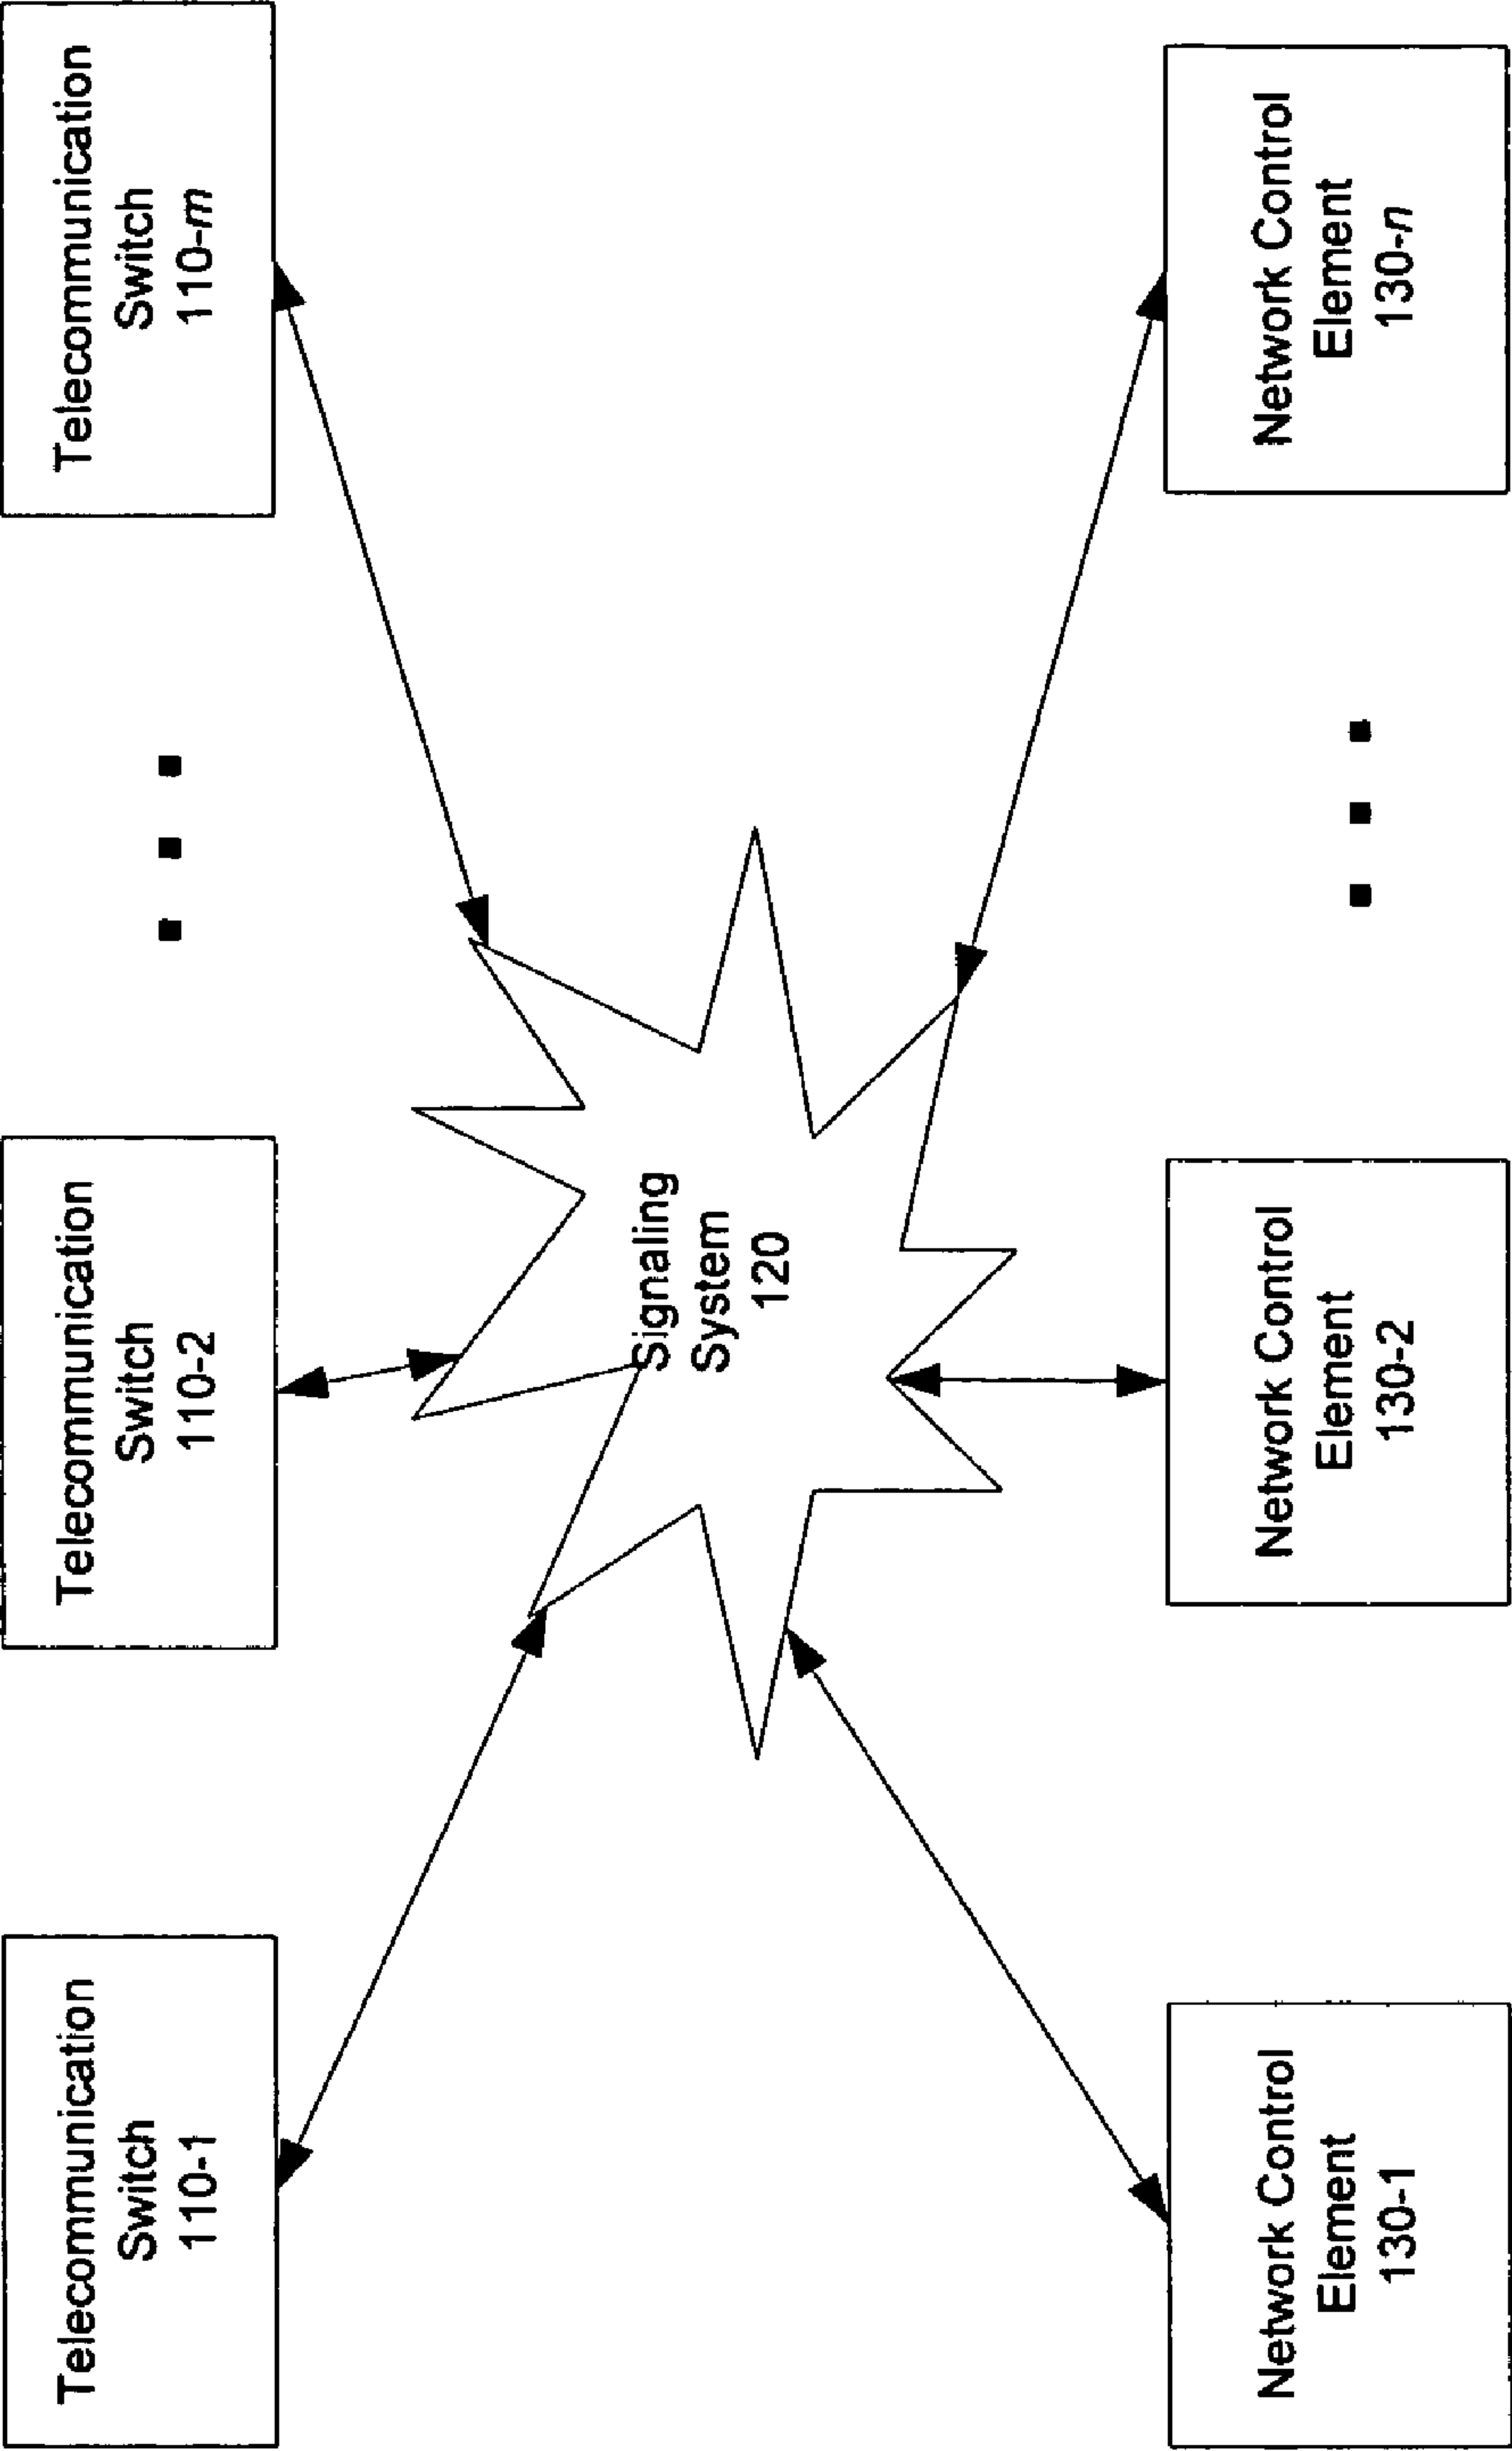 Telecommunication
Switch
110-1
Telecommunication
Switch
110-2
Telecommunication
Switch
110-m
Signaling
System
120
Network Control
Element
130-1
Network Control
Element
130-2
Network Control
Element
130-n